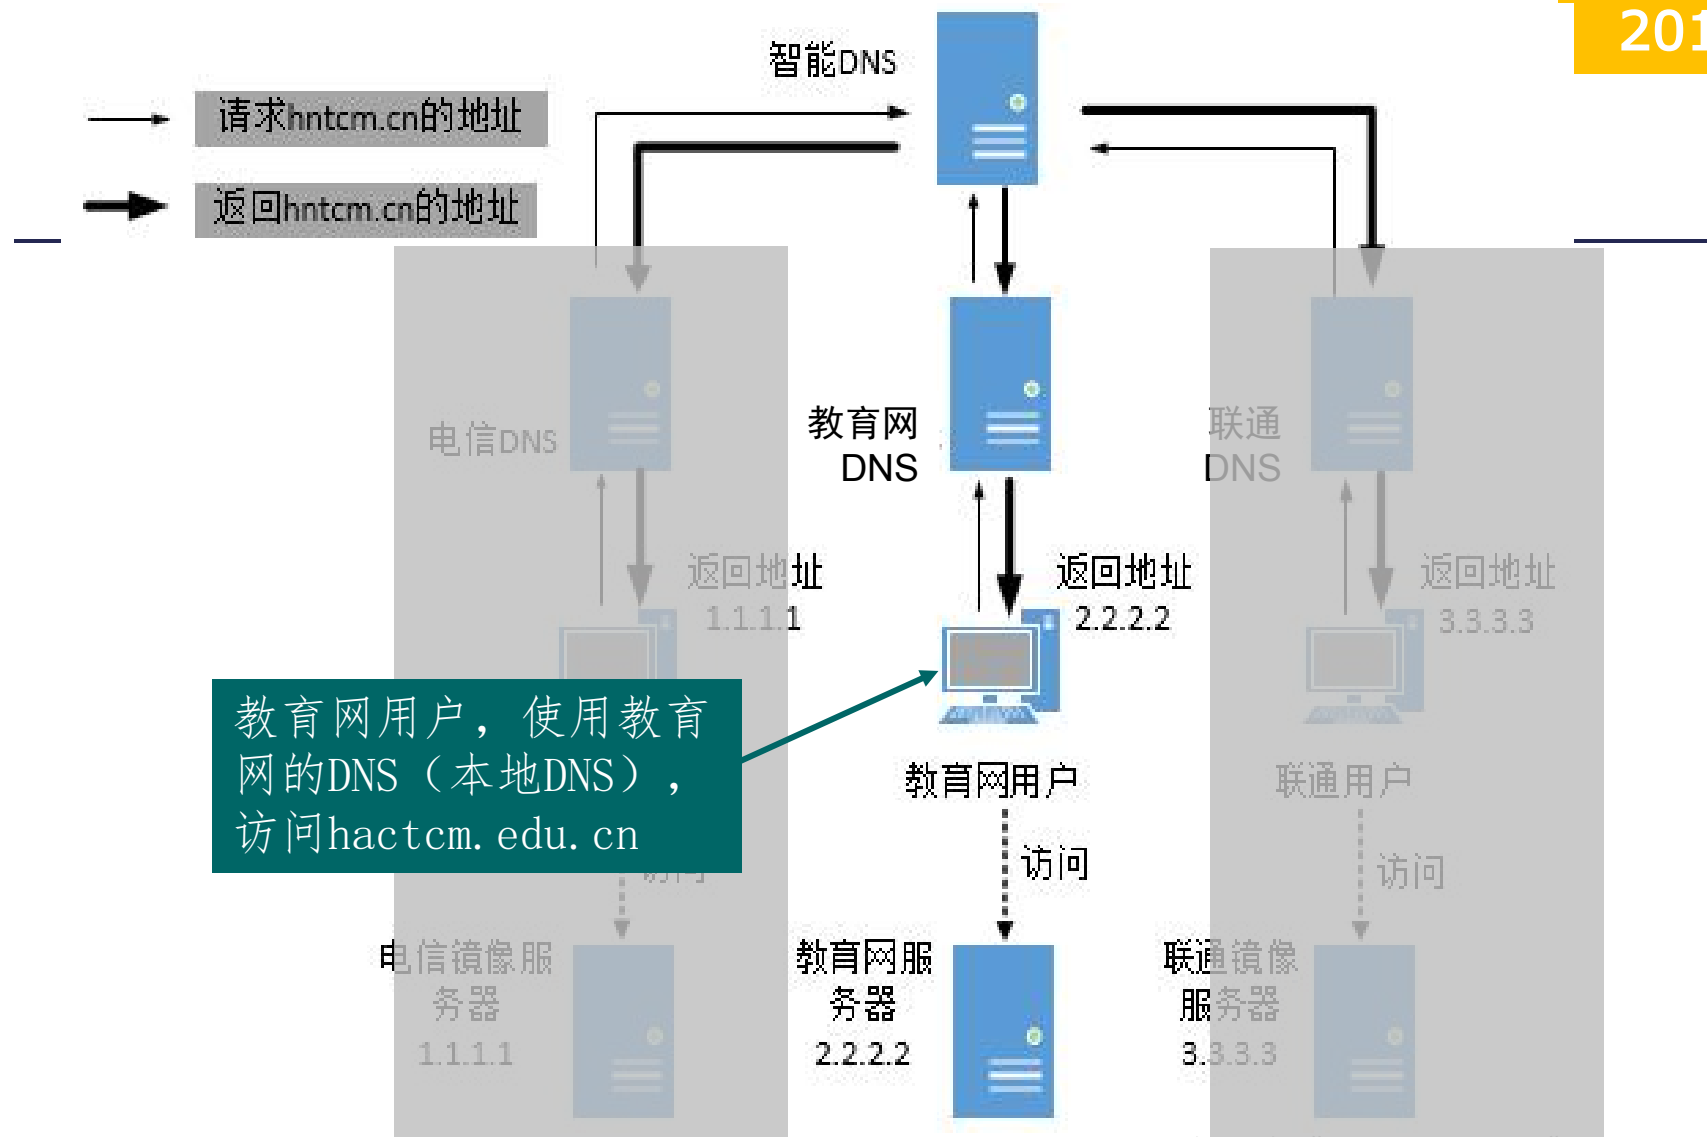 201
智能DNS
请求hntcm.cn的地址
返回hntcm.cn的地址
电信DNS
教育网
DNS
联通
DNS
返回地址
1.1.1.1
返回地址
2.2.2.2
返回地址
3.3.3.3
教育网用户，使用教育
网的DNS（本地DNS），
访问hactcm.edu.cn
教育网用户
联通用户
访问
访问
访问
电信镜像服
务器
1.1.1.1
教育网服
务器
2.2.2.2
联通镜像
服务器
3.3.3.3